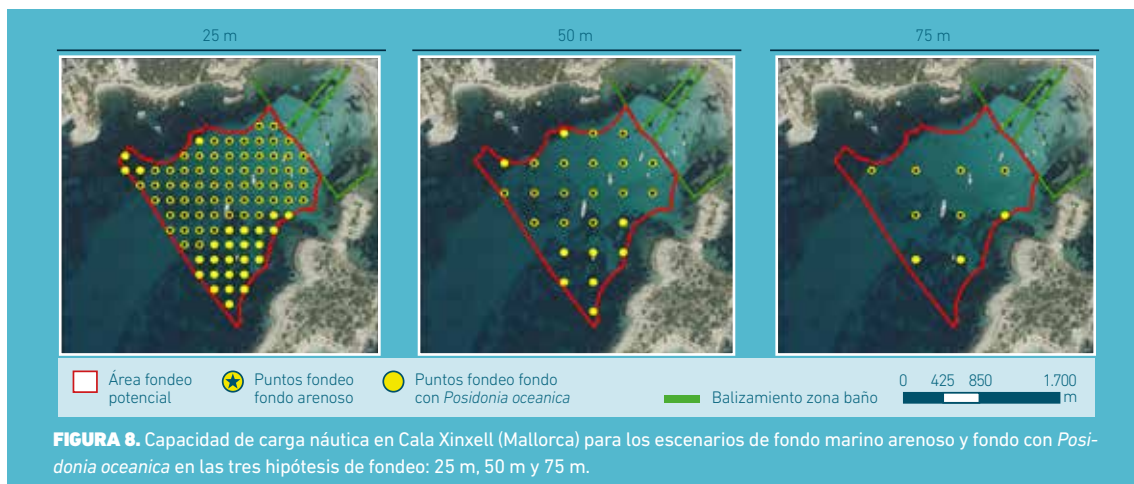 25 m
50 m
75 m
Área fondeo
potencial
Puntos fondeo
fondo arenoso
Puntos fondeo fondo
con Posidonia oceanica
Balizamiento zona baño
0 425 850 1.700
m
FIGURA 8. Capacidad de carga náutica en Cala Xinxell (Mallorca) para los escenarios de fondo marino arenoso y fondo con Posi-
donia oceanica en las tres hipótesis de fondeo: 25 m, 50 m y 75 m.